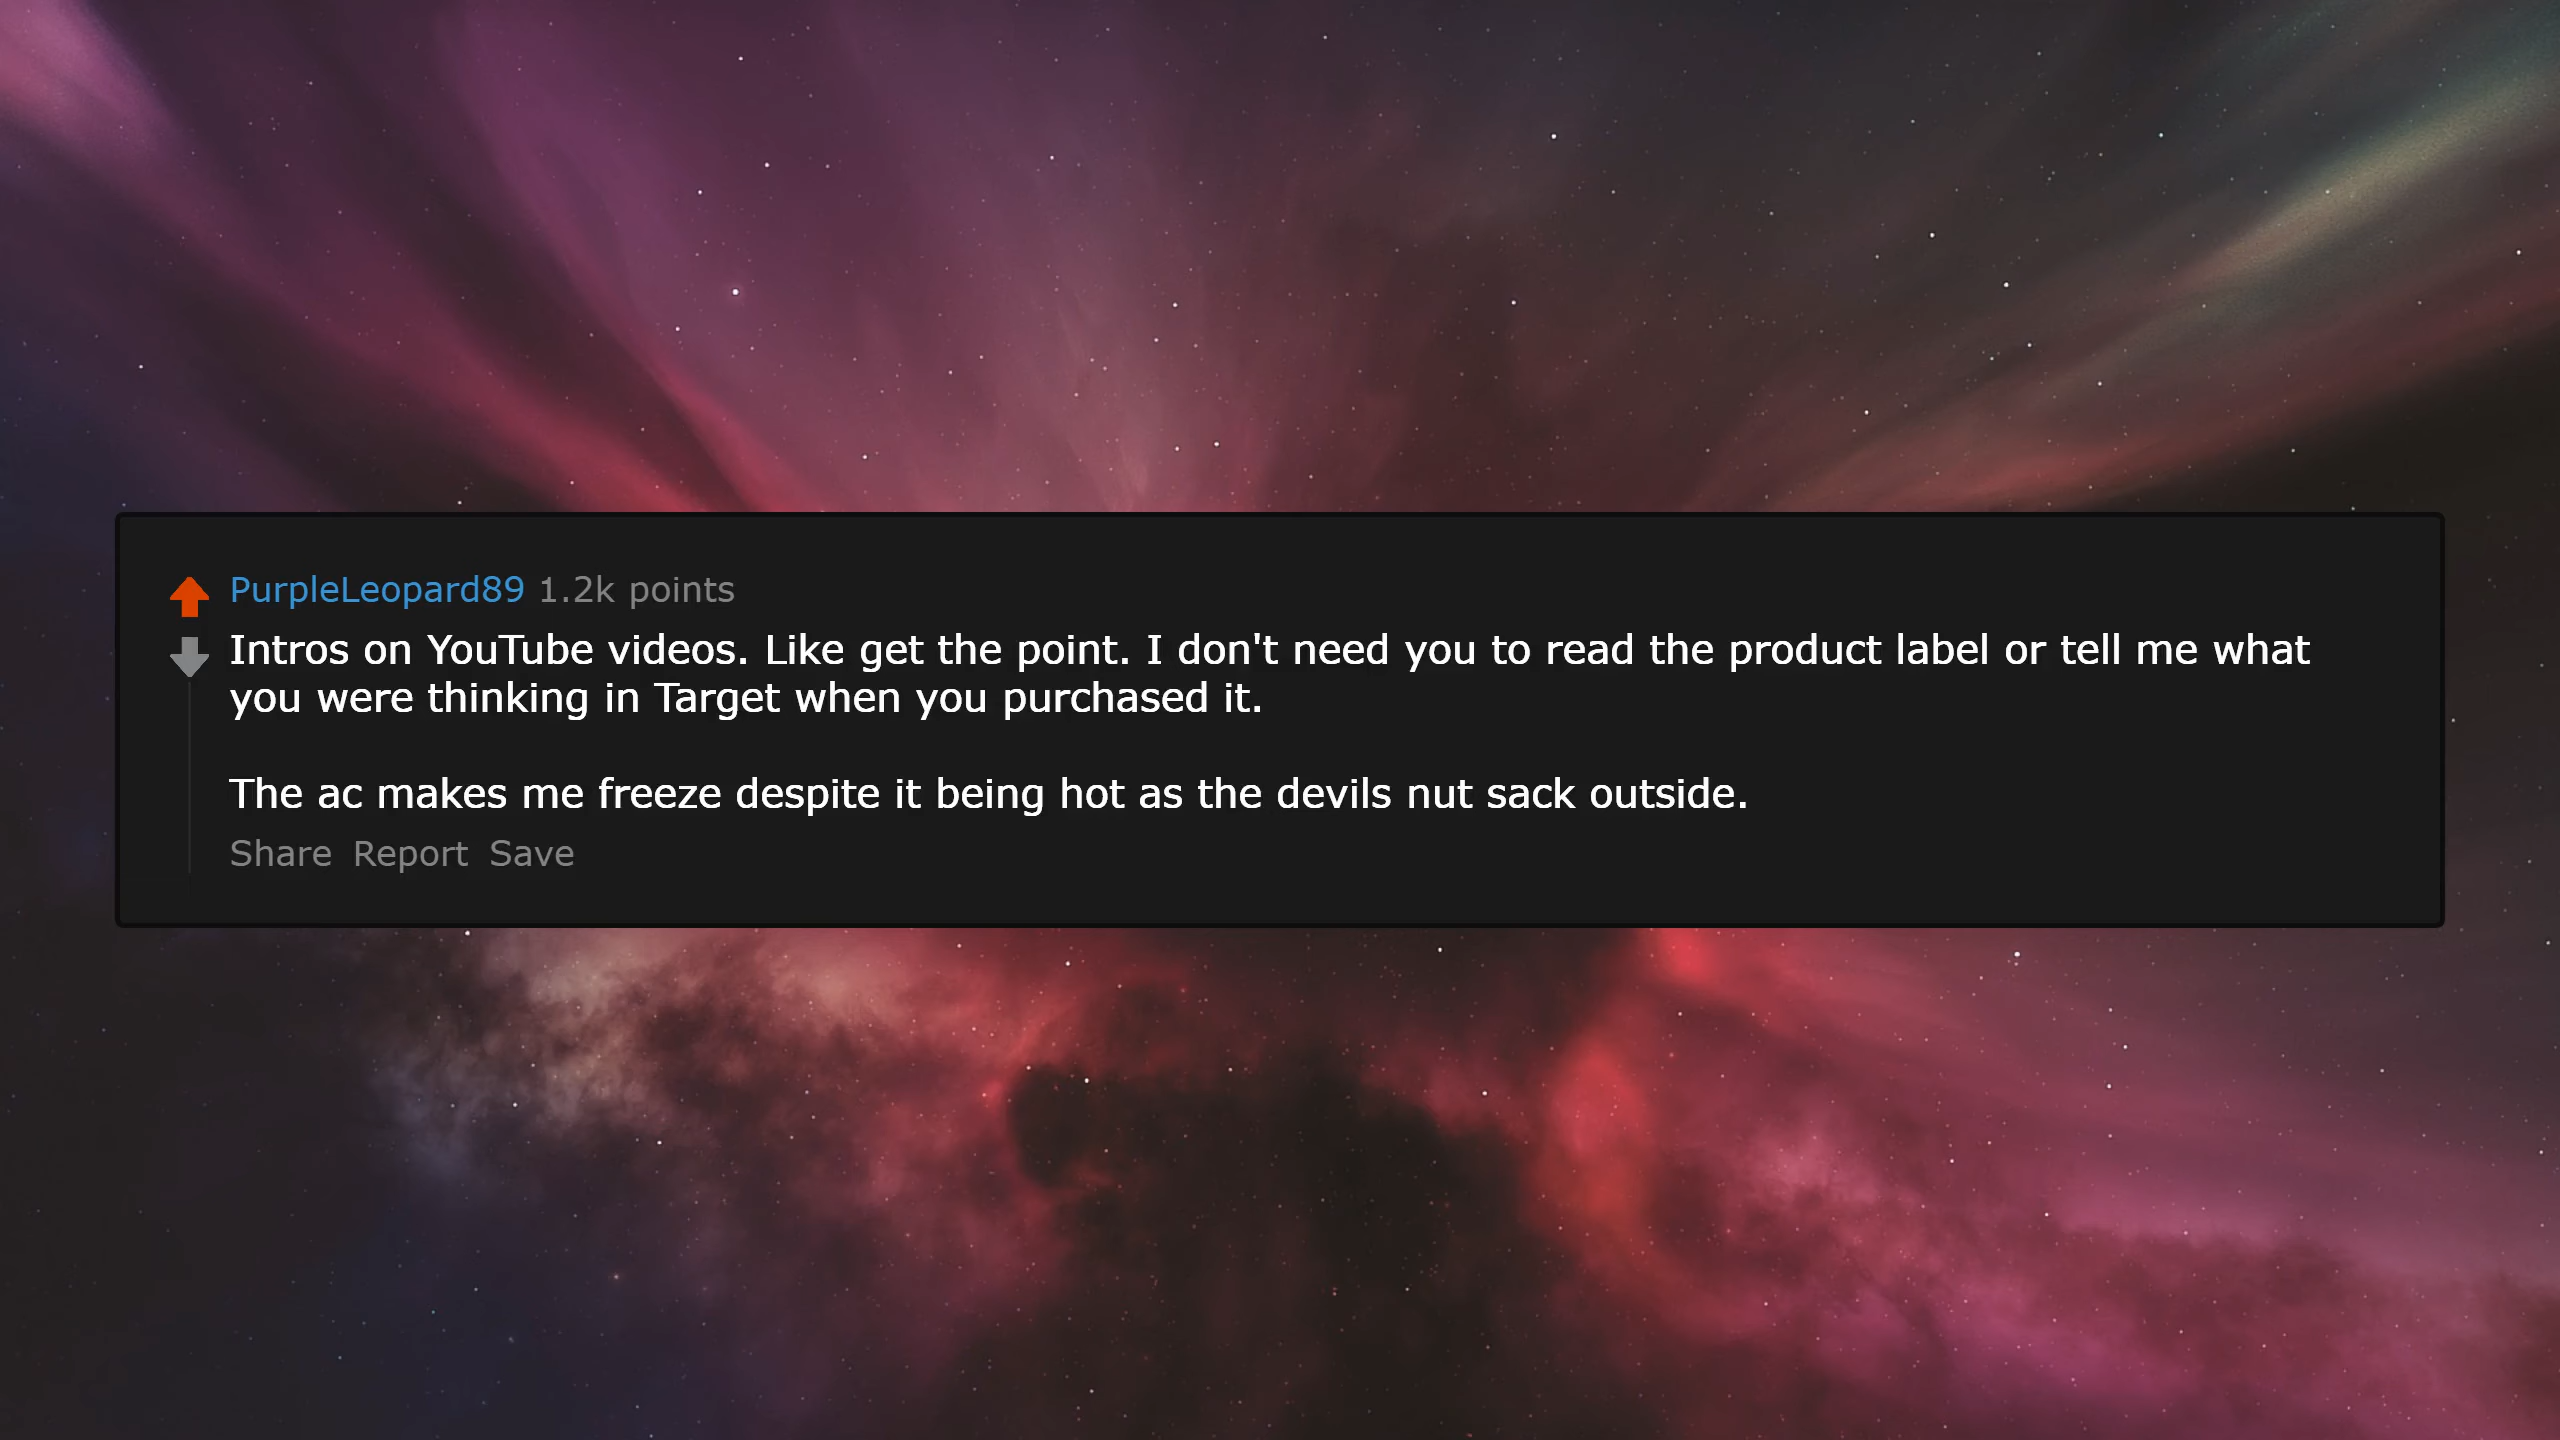 PurpleLeopard89 1.2k points
Intros on YouTube videos. Like get the point. I don't need you to read the product label or tell me what
you were thinking in Target when you purchased it.
The ac makes me freeze despite it being hot as the devils nut sack outside.
Share Report Save